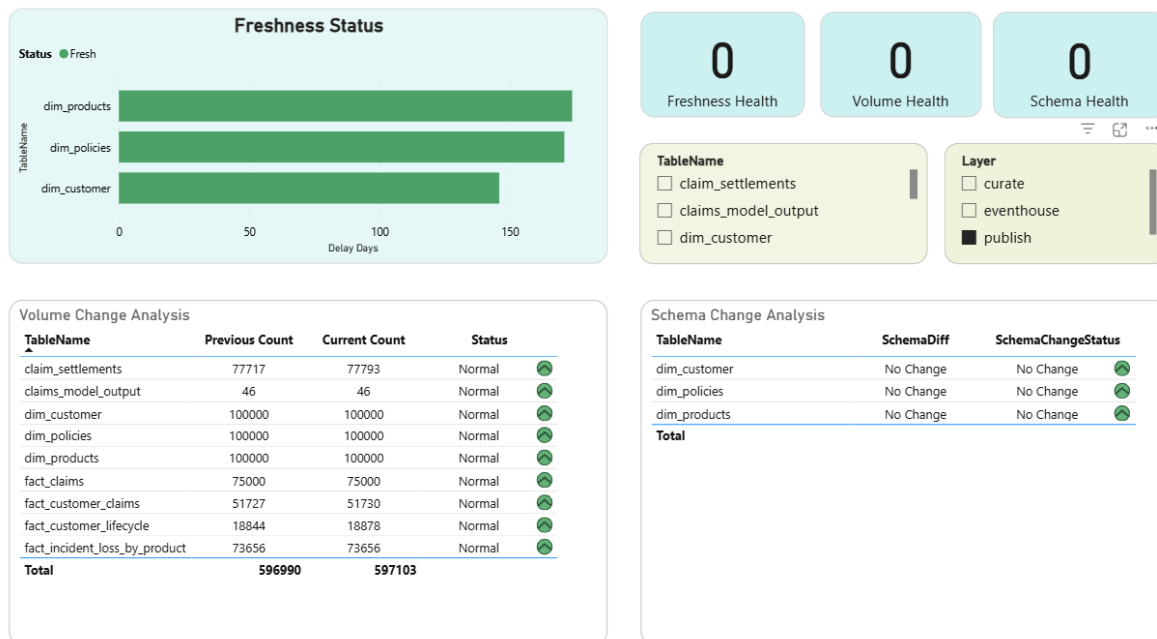 Freshness Status
Status Fresh
TableName
dim_products
dim_policies
dim_customer
0 50 100 150
Delay Days
0
Freshness Health
0
Volume Health
0
Schema Health
TableName
claim_settlements
claims_model_output
dim_customer
Layer
curate
eventhouse
publish
Volume Change Analysis
TableName Previous Count Current Count Status
claim_settlements 77717 77793 Normal
claims_model_output 46 46 Normal
dim_customer 100000 100000 Normal
dim_policies 100000 100000 Normal
dim_products 100000 100000 Normal
fact_claims 75000 75000 Normal
fact_customer_claims 51727 51730 Normal
fact_customer_lifecycle 18844 18878 Normal
fact_incident_loss_by_product 73656 73656 Normal
Total 596990 597103
Schema Change Analysis
TableName SchemaDiff SchemaChangeStatus
dim_customer No Change No Change
dim_policies No Change No Change
dim_products No Change No Change
Total